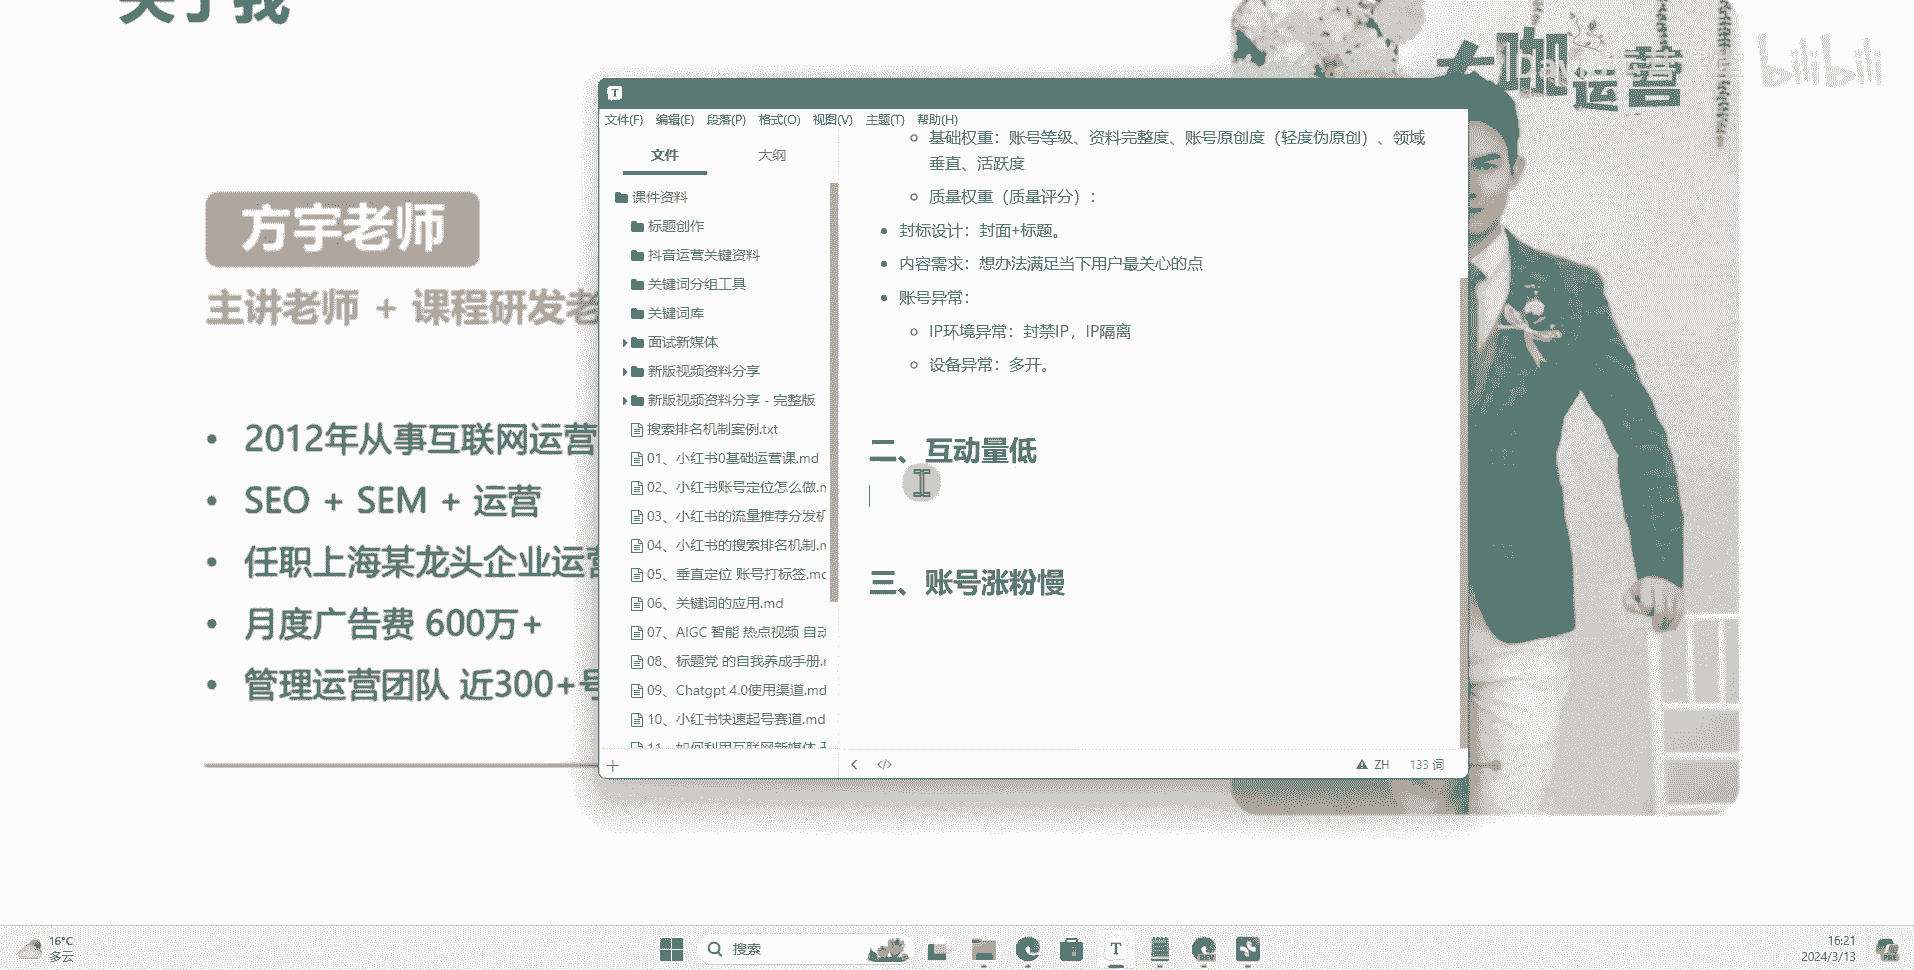 关于我
大咖
运营
bilibili
方宇老师
主讲老师 + 课程研发老
2012年从事互联网运营
SEO + SEM + 运营
任职上海某龙头企业运营
月度广告费 600万+
管理运营团队 近300+号
T
文件(F) 编辑(E) 段落(P) 格式(O) 视图(V) 主题(T) 帮助(H)
文件 大纲
课件资料
标题创作
抖音运营关键资料
关键词分组工具
关键词库
面试新媒体
新版视频资料分享
新版视频资料分享 - 完整版
搜索排名机制案例.txt
01、小红书0基础运营课.md
02、小红书账号定位怎么做.m
03、小红书的流量推荐分发机
04、小红书的搜索排名机制.m
05、垂直定位 账号打标签.md
06、关键词的应用.md
07、AIGC 智能 热点视频 自动
08、标题党 的自我养成手册.m
09、Chatgpt 4.0使用渠道.md
10、小红书快速起号赛道.md
11、如何利用互联网新媒体
基础权重：账号等级、资料完整度、账号原创度（轻度伪原创）、领域
垂直、活跃度
质量权重（质量评分）：
封标设计：封面+标题。
内容需求：想办法满足当下用户最关心的点
账号异常：
IP环境异常：封禁IP，IP隔离
设备异常：多开。
二、互动量低
三、账号涨粉慢
</> ZH 133 词
16°C
多云
搜索
T
DEV
16:21
2024/3/13
PRE